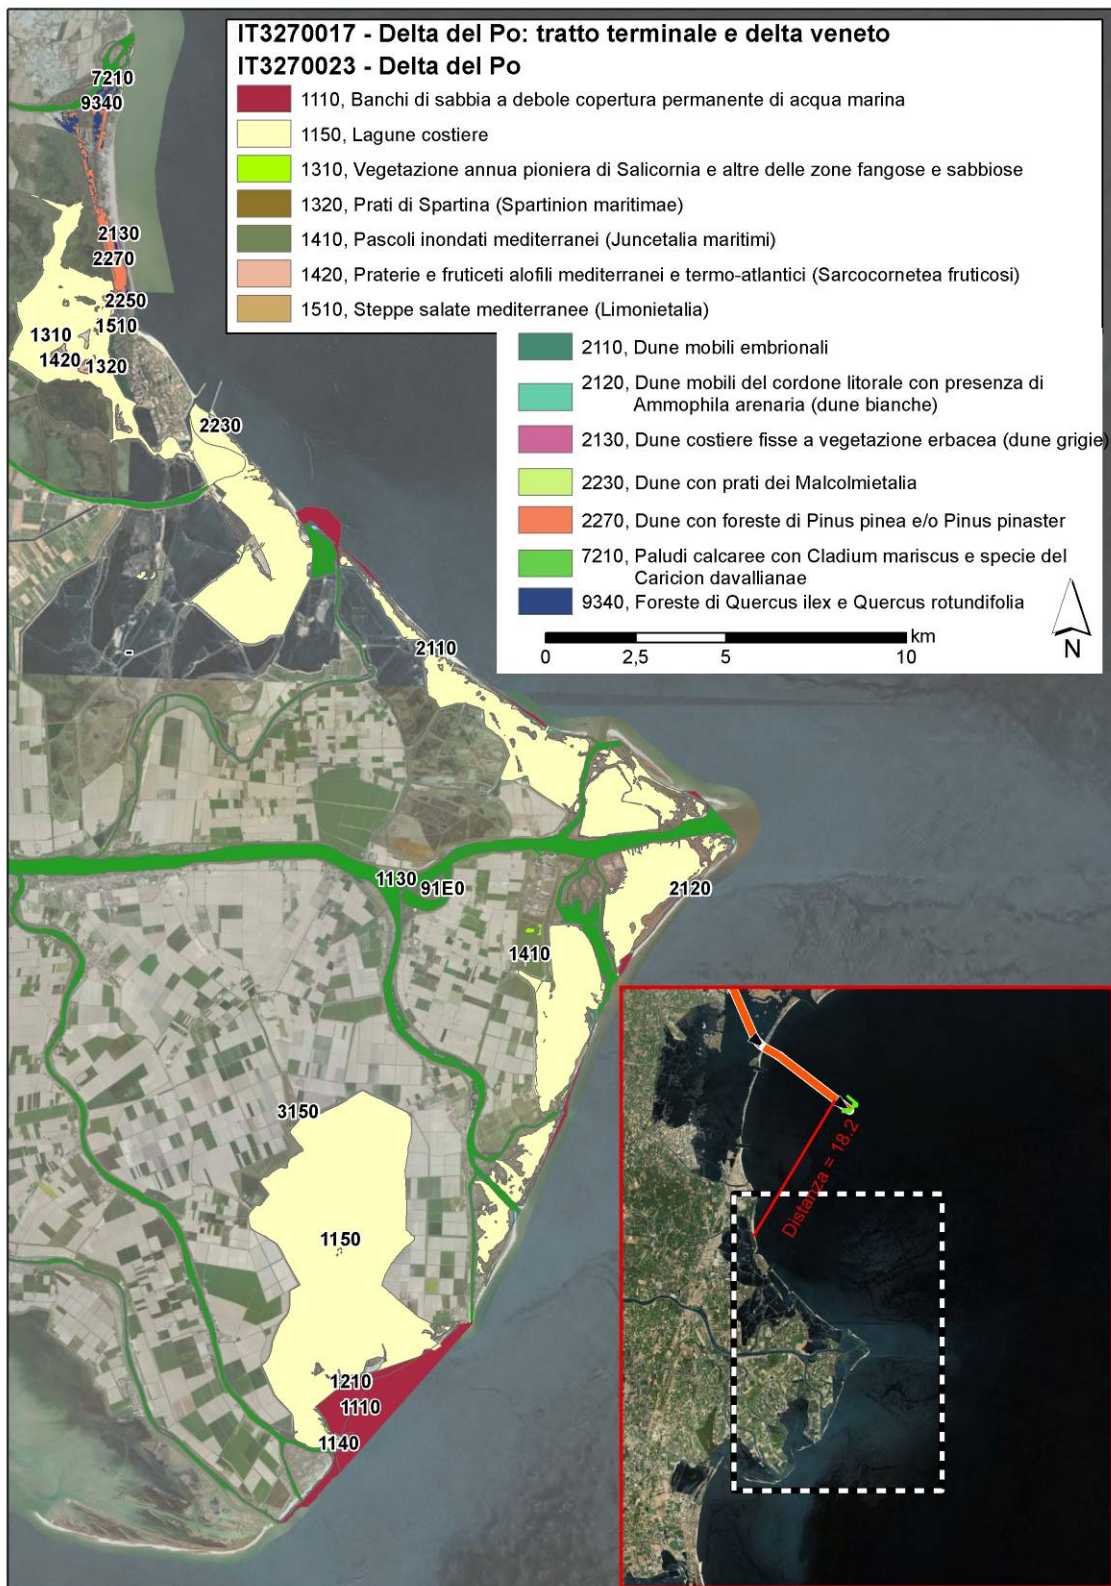 IT3270017 - Delta del Po: tratto terminale e delta veneto
IT3270023 - Delta del Po
1110, Banchi di sabbia a debole copertura permanente di acqua marina
1150, Lagune costiere
1310, Vegetazione annua pioniera di Salicornia e altre delle zone fangose e sabbiose
1320, Prati di Spartina (Spartinion maritimae)
1410, Pascoli inondati mediterranei (Juncetalia maritimi)
1420, Praterie e fruticeti alofili mediterranei e termo-atlantici (Sarcocornetea fruticosi)
1510, Steppe salate mediterranee (Limonietalia)
2110, Dune mobili embrionali
2120, Dune mobili del cordone litorale con presenza di
Ammophila arenaria (dune bianche)
2130, Dune costiere fisse a vegetazione erbacea (dune grigie)
2230, Dune con prati dei Malcolmietalia
2270, Dune con foreste di Pinus pinea e/o Pinus pinaster
7210, Paludi calcaree con Cladium mariscus e specie del
Caricion davallianae
9340, Foreste di Quercus ilex e Quercus rotundifolia
km
0 2,5 5 10
N
7210
9340
2130
2270
2250
1510
1310
1420 1320
2230
-
2110
1130
91E0
2120
1410
3150
1150
1210
1110
1140
Distanza = 18.2